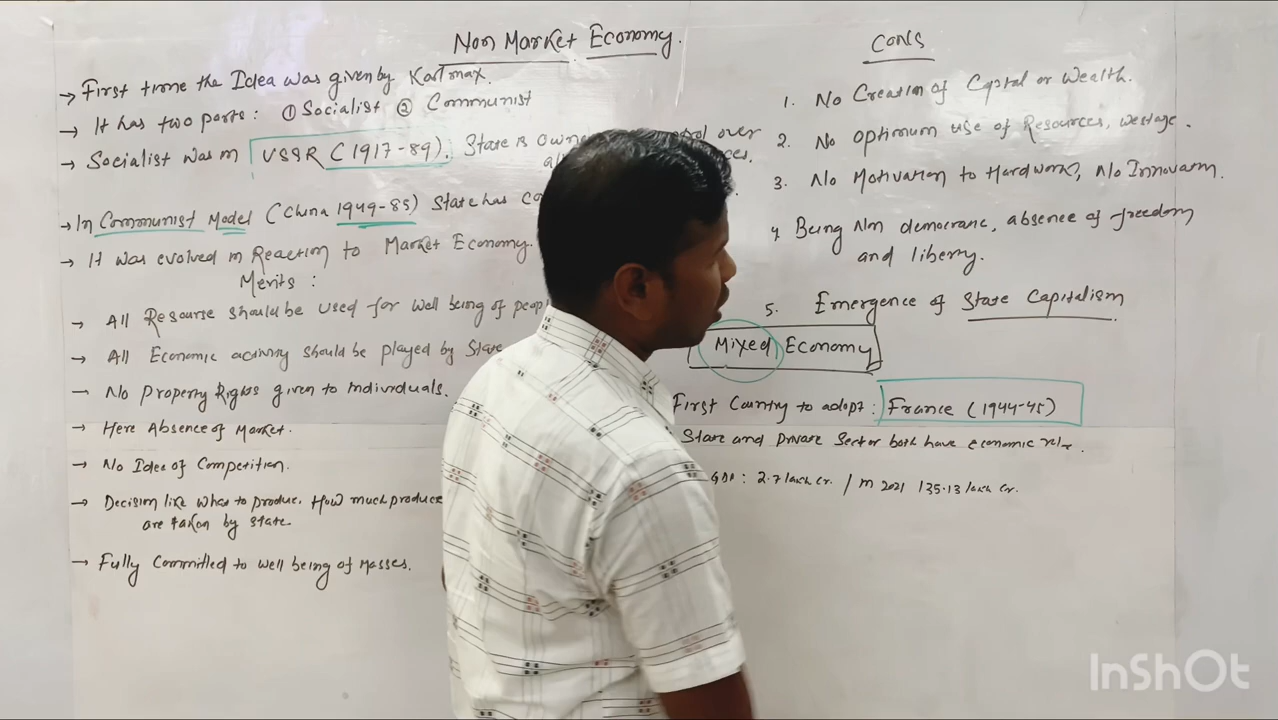 Non Market Economy.
→ First time the Idea was given by Karlmax.
→ It has two parts: ① Socialist ② Communist
→ Socialist was in USSR (1917-89). State is over
→ In Communist Model (China 1949-85) State has
→ It was evolved in Reaction to Market Economy.
Merits:
→ All Resourse should be used for well being of
→ All Economic activity should be played by State
→ No Property Rights given to Individuals.
→ Here Absence of Market.
→ No Idea of Competition.
→ Decision like what to produce, How much produce
are taken by state.
→ Fully Committed to well being of Masses.
Cons
1. No Creation of Capital or Wealth.
2. No optimum use of Resources, westage.
3. No Motivation to Hardwork, No Innovation.
4 Being Non democratic, absence of freedom
and liberty.
5. Emergence of State Capitalism
Mixed Economy
First Country to adopt: France (1944-45)
State and Private Sector both have economic
GDP: 2.7 lakh Cr. / in 2021 135.13 lakh Cr.
InShOt